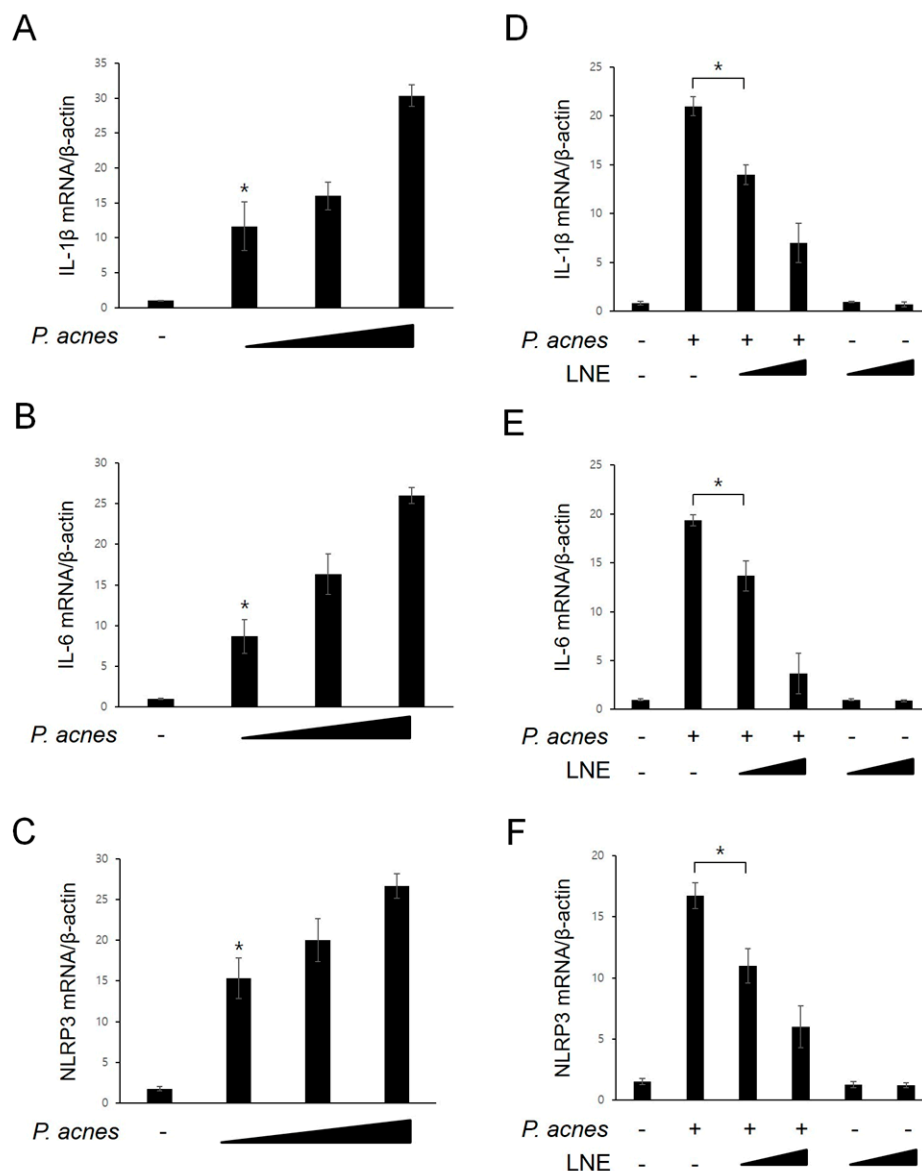 A
IL-1β mRNA/β-actin
35
30
25
20
15
10
5
0
*
P. acnes -
B
IL-6 mRNA/β-actin
30
25
20
15
10
5
0
*
P. acnes -
C
NLRP3 mRNA/β-actin
30
25
20
15
10
5
0
*
P. acnes -
D
IL-1β mRNA/β-actin
25
20
15
10
5
0
*
P. acnes - + + + - -
LNE - -
E
IL-6 mRNA/β-actin
25
20
15
10
5
0
*
P. acnes - + + + - -
LNE - -
F
NLRP3 mRNA/β-actin
20
15
10
5
0
*
P. acnes - + + + - -
LNE - -